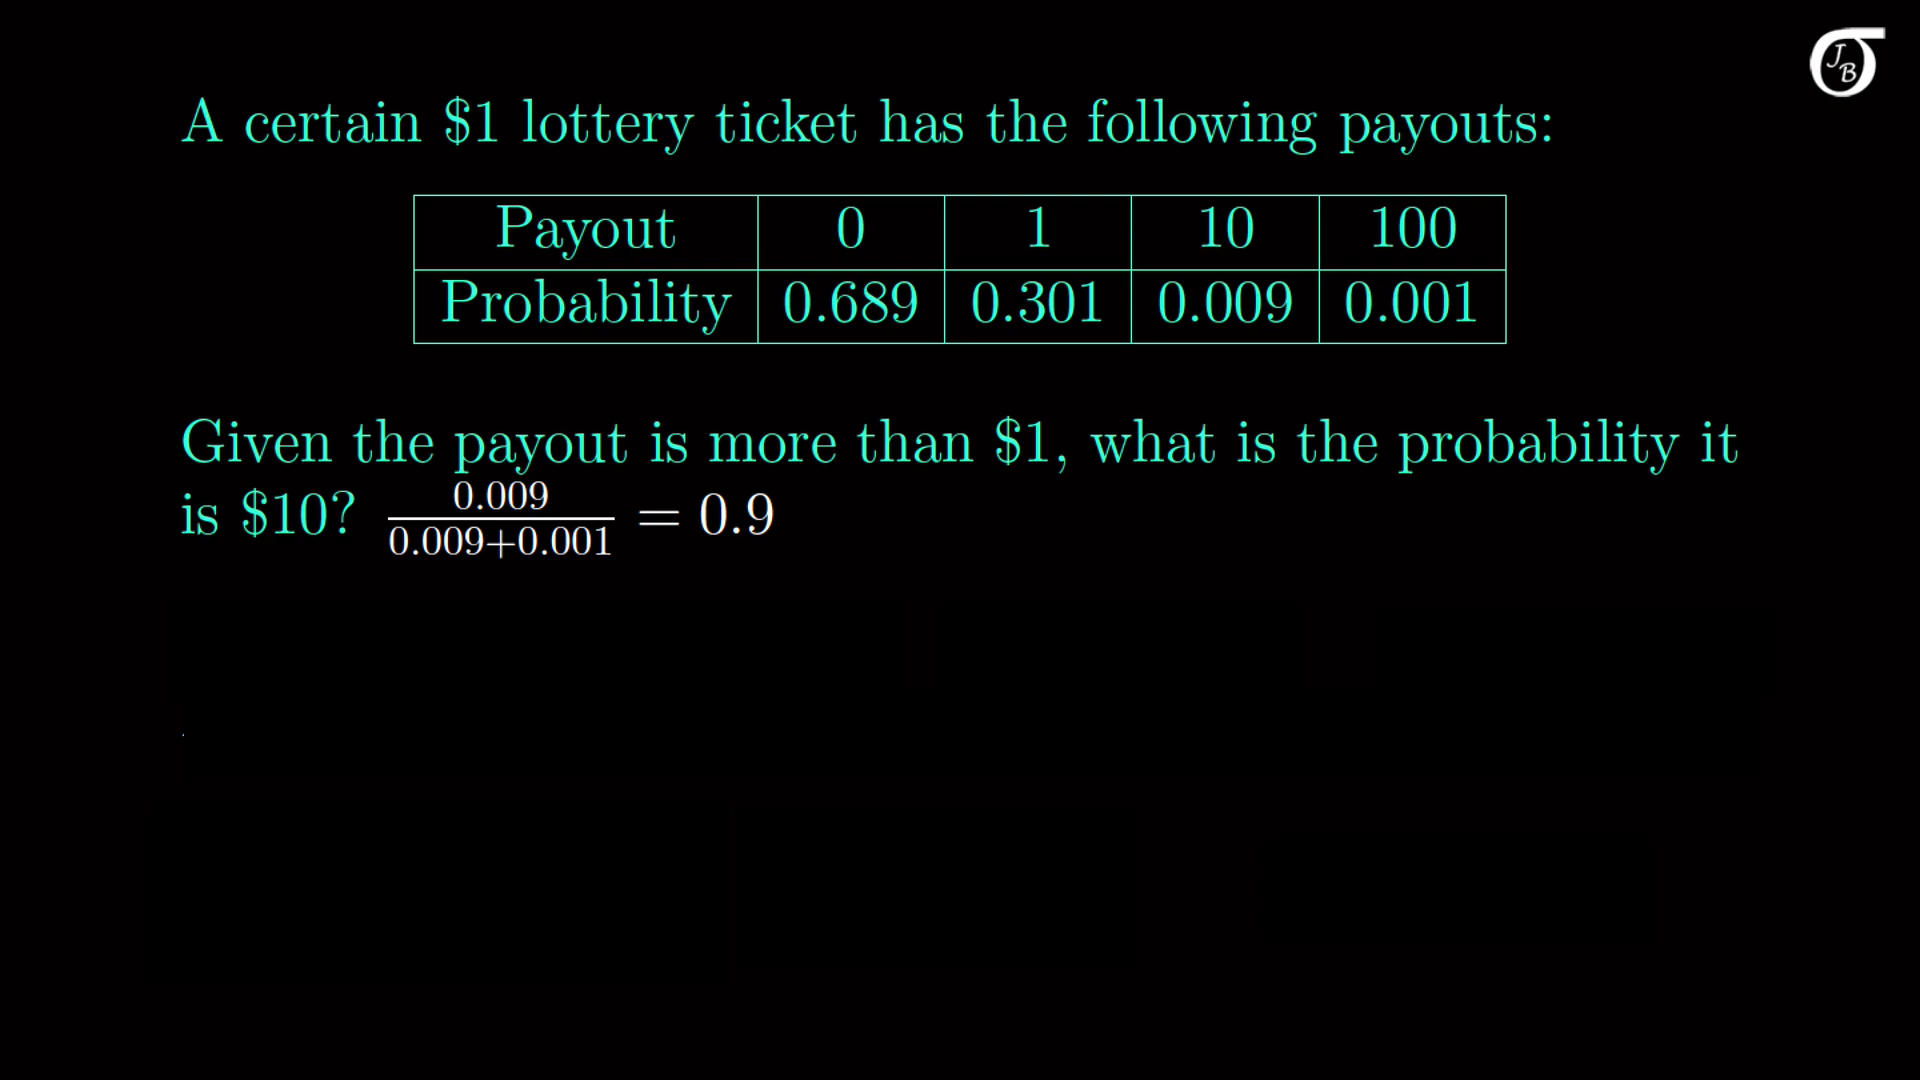 J
B
A certain $1 lottery ticket has the following payouts:
Payout 0 1 10 100
Probability 0.689 0.301 0.009 0.001
Given the payout is more than $1, what is the probability it
is $10? 0.009/0.009+0.001 = 0.9